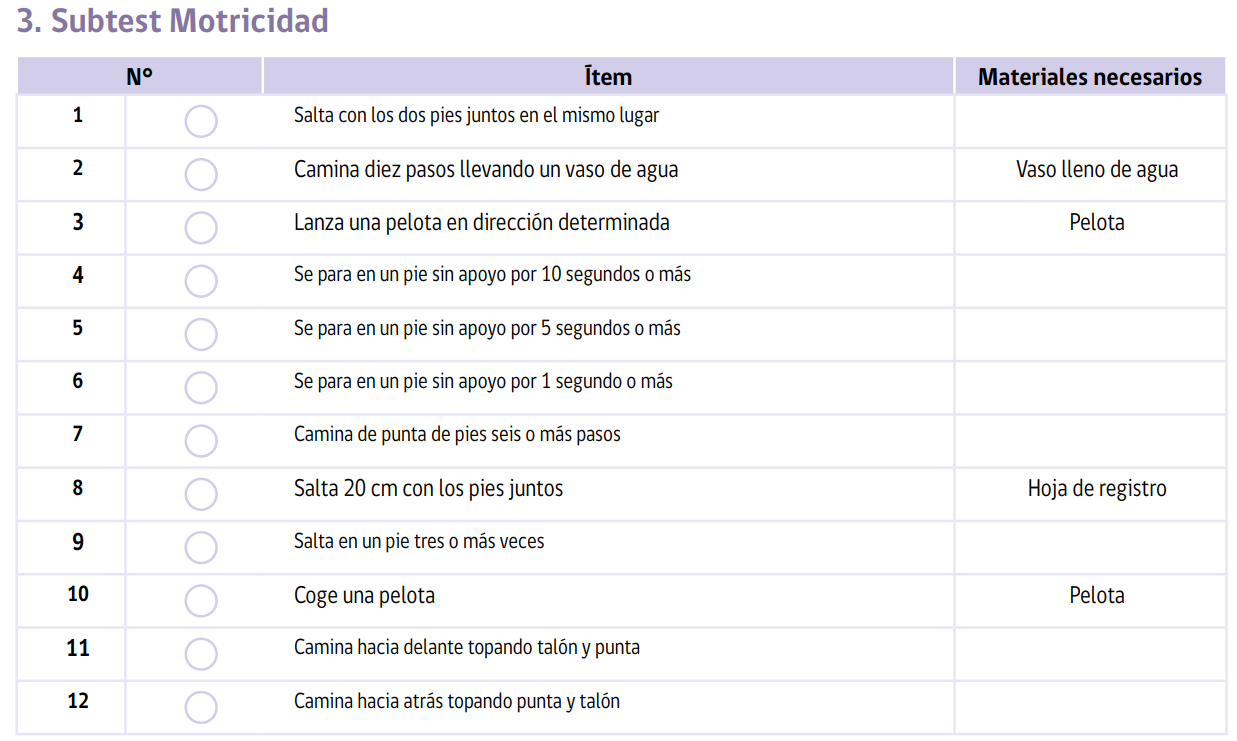 3. Subtest Motricidad
N° Ítem Materiales necesarios
1 Salta con los dos pies juntos en el mismo lugar
2 Camina diez pasos llevando un vaso de agua Vaso lleno de agua
3 Lanza una pelota en dirección determinada Pelota
4 Se para en un pie sin apoyo por 10 segundos o más
5 Se para en un pie sin apoyo por 5 segundos o más
6 Se para en un pie sin apoyo por 1 segundo o más
7 Camina de punta de pies seis o más pasos
8 Salta 20 cm con los pies juntos Hoja de registro
9 Salta en un pie tres o más veces
10 Coge una pelota Pelota
11 Camina hacia delante topando talón y punta
12 Camina hacia atrás topando punta y talón